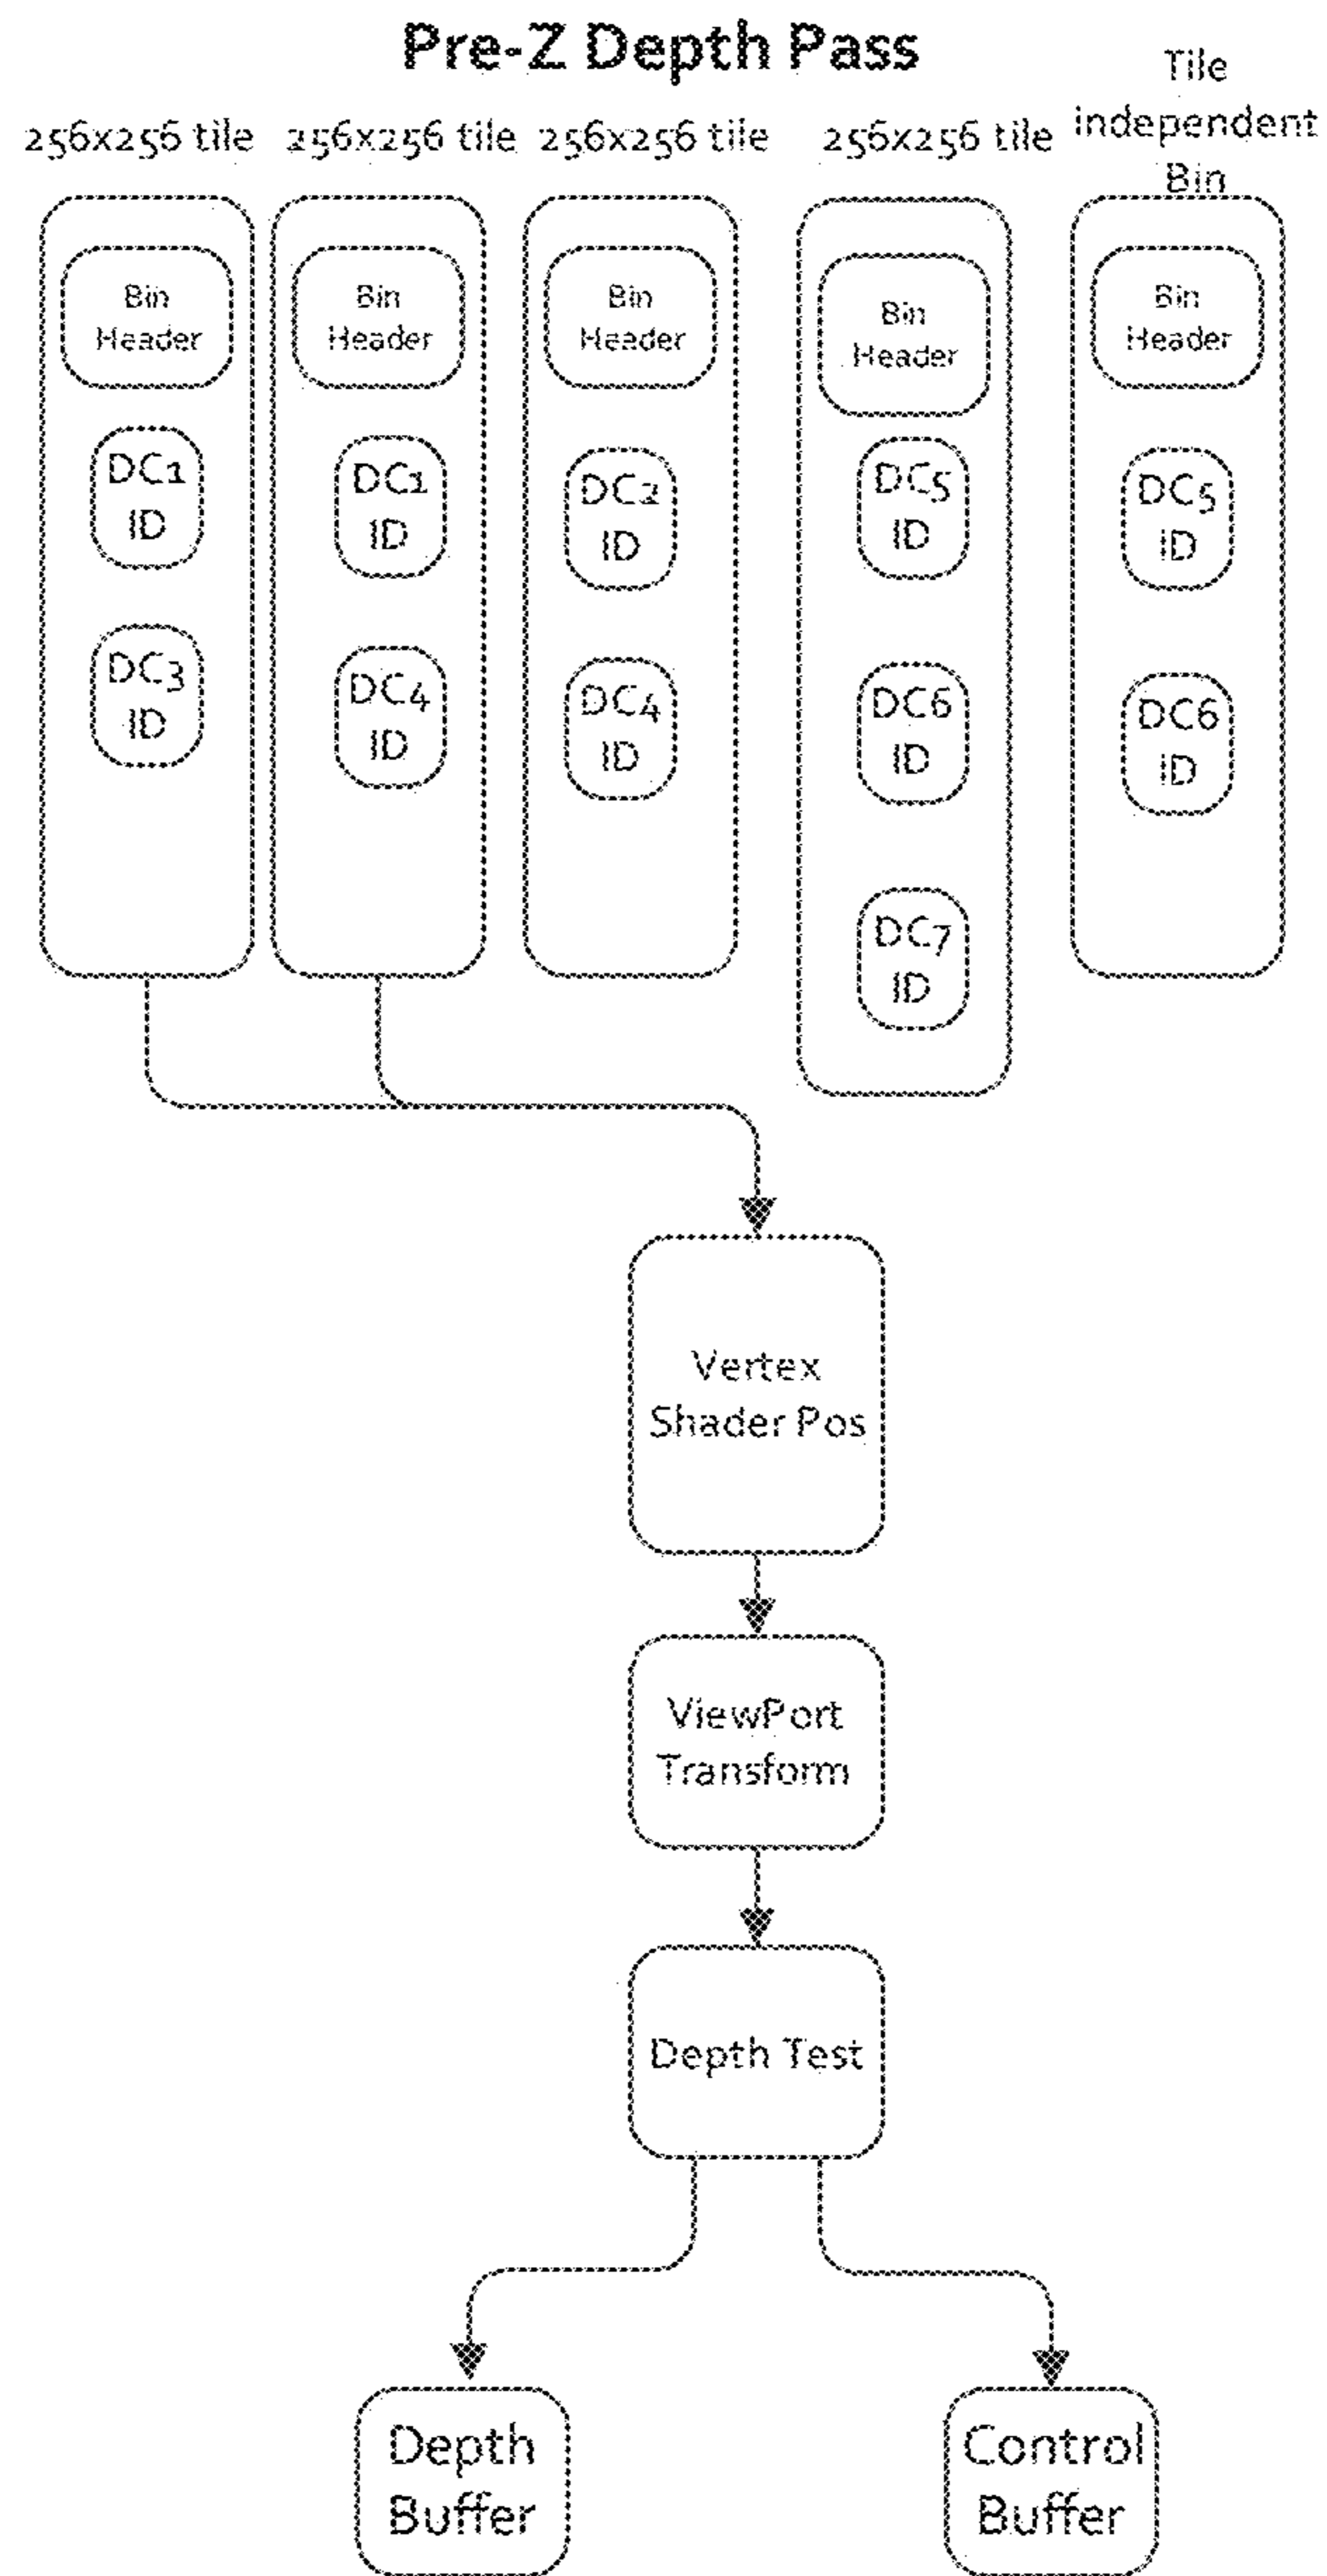 Pre-Z Depth Pass
256x256 tile
256x256 tile
256x256 tile
256x256 tile
Tile
independent
Bin
Bin
Header
DC1
ID
DC3
ID
Bin
Header
DC1
ID
DC4
ID
Bin
Header
DC2
ID
DC4
ID
Bin
Header
DC5
ID
DC6
ID
DC7
ID
Bin
Header
DC5
ID
DC6
ID
Vertex
Shader Pos
ViewPort
Transform
Depth Test
Depth
Buffer
Control
Buffer